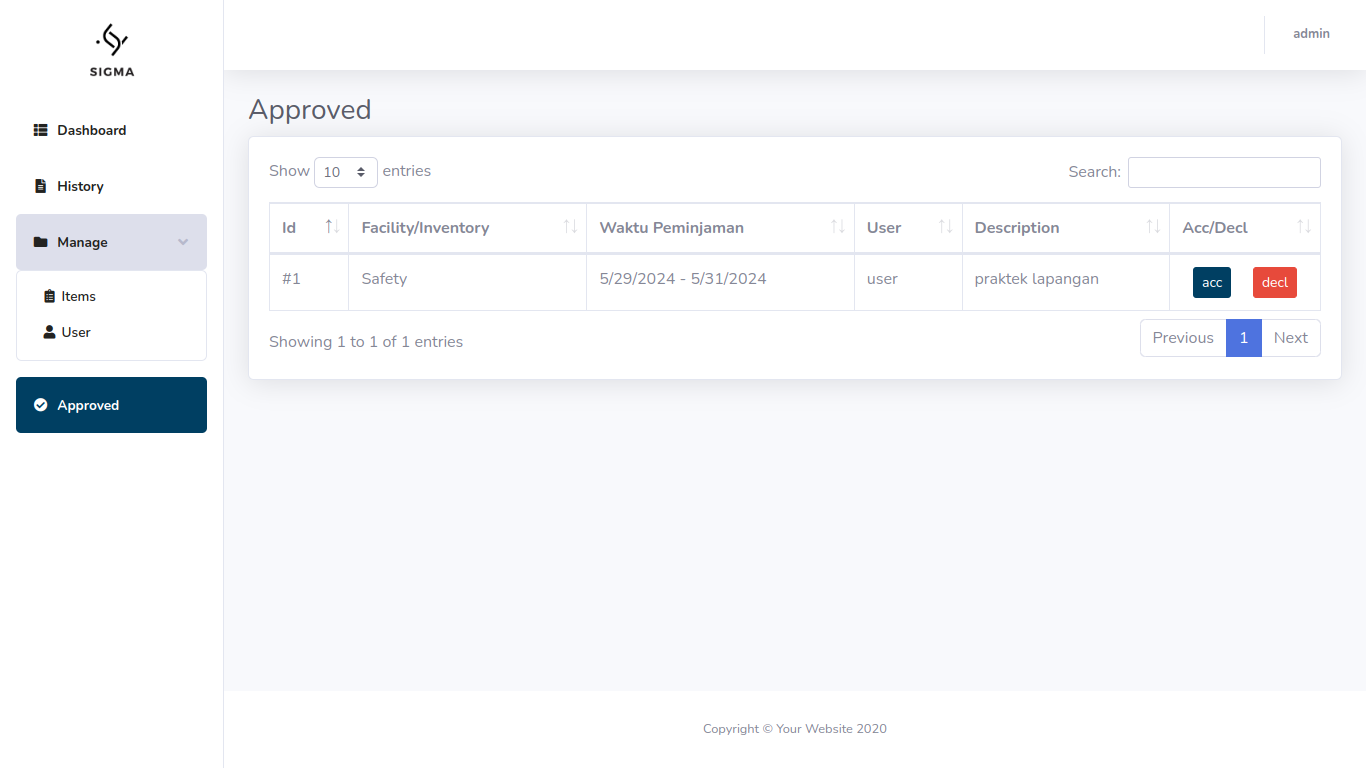 SIGMA
admin
Dashboard
History
Manage
Items
User
Approved
Approved
Show 10 entries
Search:
Id Facility/Inventory Waktu Peminjaman User Description Acc/Decl
#1 Safety 5/29/2024 - 5/31/2024 user praktek lapangan acc decl
Showing 1 to 1 of 1 entries
Previous 1 Next
Copyright © Your Website 2020